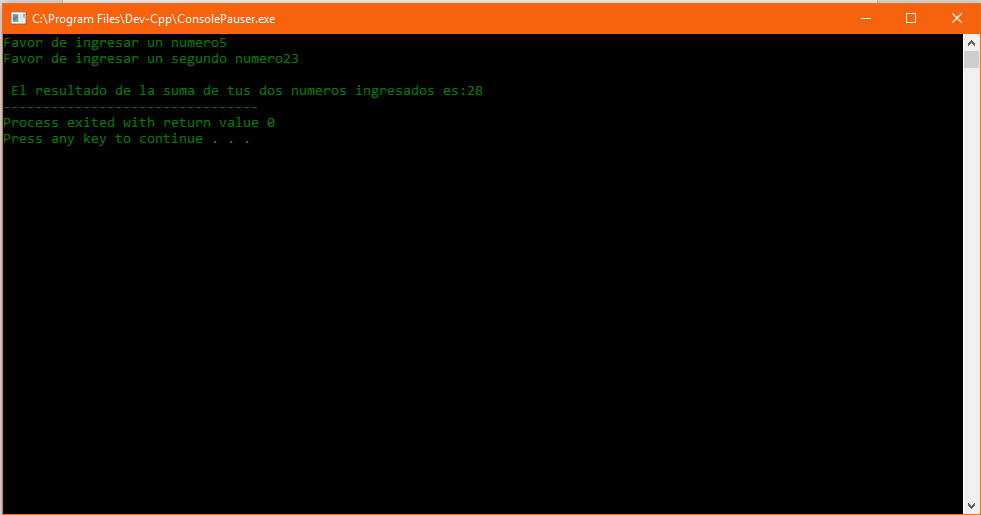 C:\Program Files\Dev-Cpp\ConsolePauser.exe
Favor de ingresar un numero5
Favor de ingresar un segundo numero23
El resultado de la suma de tus dos numeros ingresados es:28
--------------------------------
Process exited with return value 0
Press any key to continue . . .